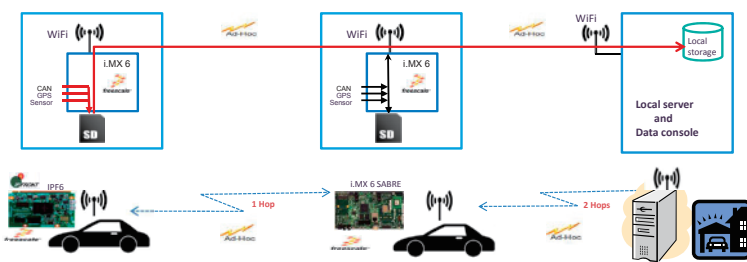 WiFi
Ad-Hoc
WiFi
Ad-Hoc
WiFi
i.MX 6
freescale
CAN
GPS
Sensor
SD
i.MX 6
freescale
CAN
GPS
Sensor
SD
Local
storage
Local server
and
Data console
IPF6
freescale
1 Hop
Ad-Hoc
i.MX 6 SABRE
freescale
2 Hops
Ad-Hoc